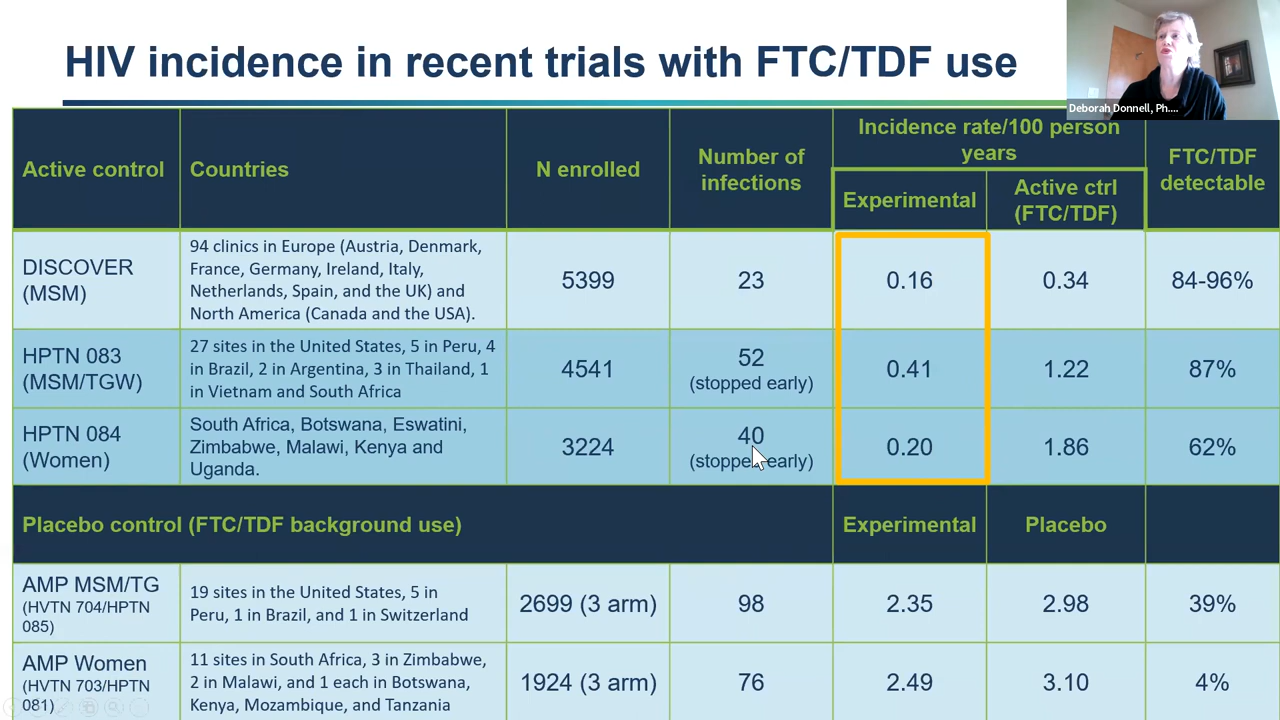 HIV incidence in recent trials with FTC/TDF use
Deborah Donnell, Ph....
Active control
Countries
N enrolled
Number of
infections
Incidence rate/100 person
years
Experimental
Active ctrl
(FTC/TDF)
FTC/TDF
detectable
DISCOVER
(MSM)
94 clinics in Europe (Austria, Denmark,
France, Germany, Ireland, Italy,
Netherlands, Spain, and the UK) and
North America (Canada and the USA).
5399
23
0.16
0.34
84-96%
HPTN 083
(MSM/TGW)
27 sites in the United States, 5 in Peru, 4
in Brazil, 2 in Argentina, 3 in Thailand, 1
in Vietnam and South Africa
4541
52
(stopped early)
0.41
1.22
87%
HPTN 084
(Women)
South Africa, Botswana, Eswatini,
Zimbabwe, Malawi, Kenya and
Uganda.
3224
40
(stopped early)
0.20
1.86
62%
Placebo control (FTC/TDF background use)
Experimental
Placebo
AMP MSM/TG
(HVTN 704/HPTN
085)
19 sites in the United States, 5 in
Peru, 1 in Brazil, and 1 in Switzerland
2699 (3 arm)
98
2.35
2.98
39%
AMP Women
(HVTN 703/HPTN
081)
11 sites in South Africa, 3 in Zimbabwe,
2 in Malawi, and 1 each in Botswana,
Kenya, Mozambique, and Tanzania
1924 (3 arm)
76
2.49
3.10
4%